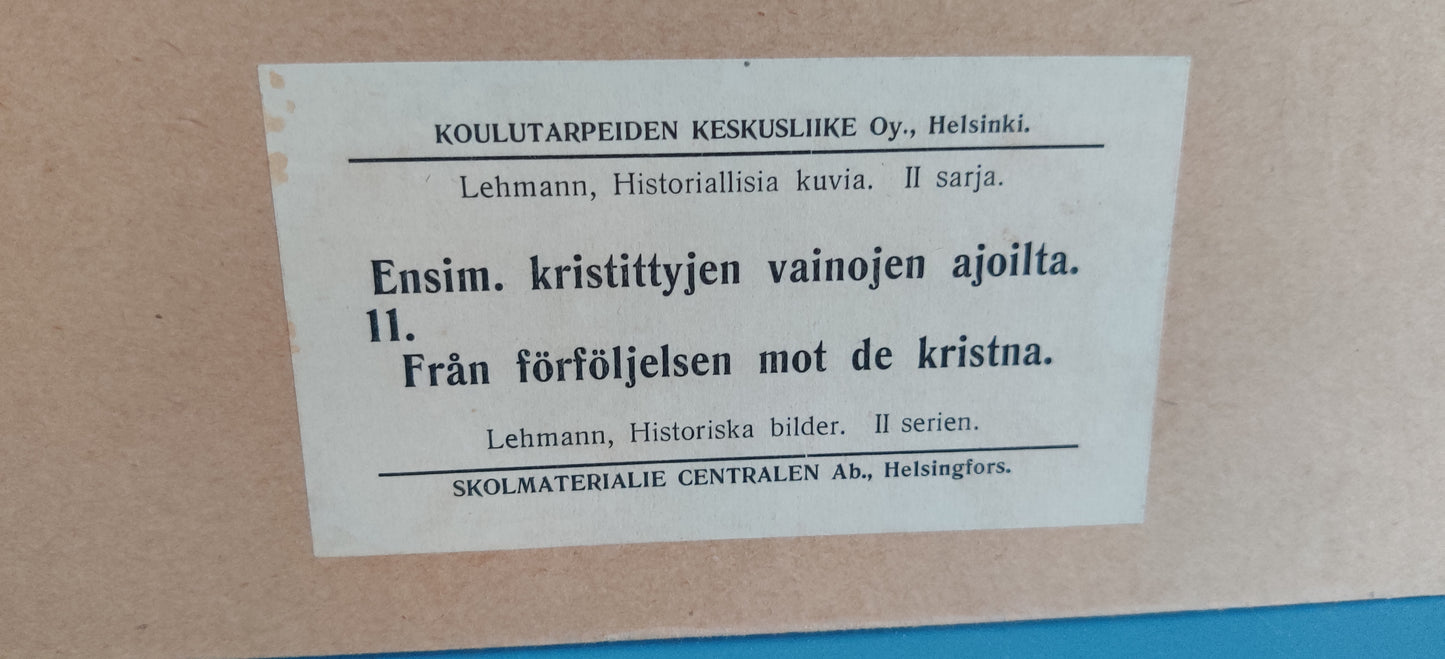 KOULUTARPEIDEN KESKUSLIIKE Oy., Helsinki.
Lehmann, Historiallisia kuvia. II sarja.
Ensim. kristittyjen vainojen ajoilta.
11.
Från förföljelsen mot de kristna.
Lehmann, Historiska bilder. II serien.
SKOLMATERIALIE CENTRALEN Ab., Helsingfors.